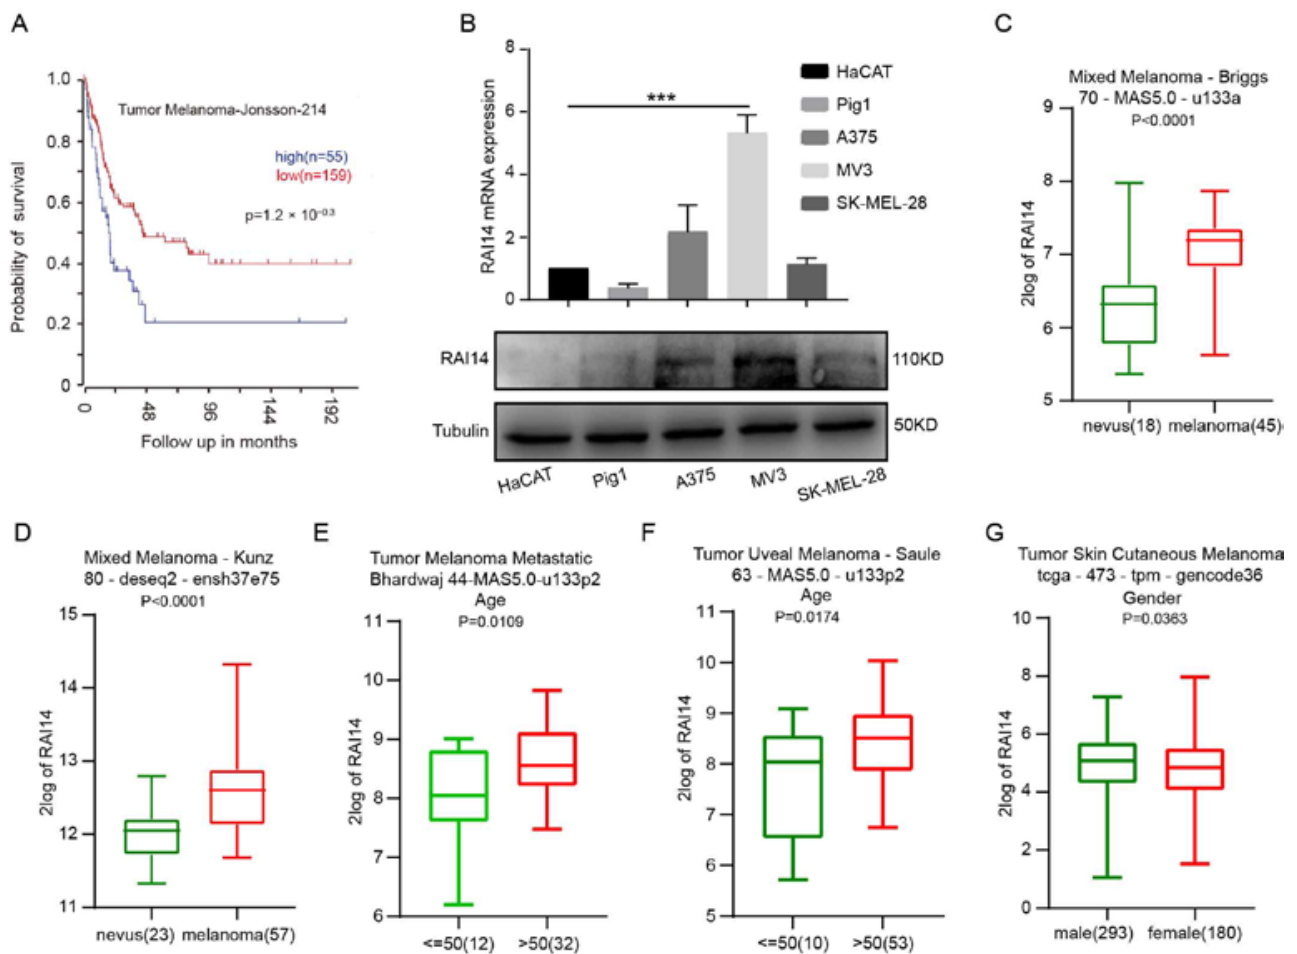 A
Tumor Melanoma-Jonsson-214
high(n=55)
low(n=159)
p=1.2 × 10⁻⁰³
1.0
0.8
0.6
0.4
0.2
0
Probability of survival
0
48
96
144
192
Follow up in months
B
8
6
4
2
0
RAI14 mRNA expression
***
HaCAT
Pig1
A375
MV3
SK-MEL-28
RAI14
110KD
Tubulin
50KD
HaCAT
Pig1
A375
MV3
SK-MEL-28
C
Mixed Melanoma - Briggs
70 - MAS5.0 - u133a
P<0.0001
9
8
7
6
5
2log of RAI14
nevus(18)
melanoma(45)
D
Mixed Melanoma - Kunz
80 - deseq2 - ensh37e75
P<0.0001
15
14
13
12
11
2log of RAI14
nevus(23)
melanoma(57)
E
Tumor Melanoma Metastatic
Bhardwaj 44-MAS5.0-u133p2
Age
P=0.0109
11
10
9
8
7
6
2log of RAI14
<=50(12)
>50(32)
F
Tumor Uveal Melanoma - Saule
63 - MAS5.0 - u133p2
Age
P=0.0174
11
10
9
8
7
6
5
2log of RAI14
<=50(10)
>50(53)
G
Tumor Skin Cutaneous Melanoma
tcga - 473 - tpm - gencode36
Gender
P=0.0363
10
8
6
4
2
0
2log of RAI14
male(293)
female(180)